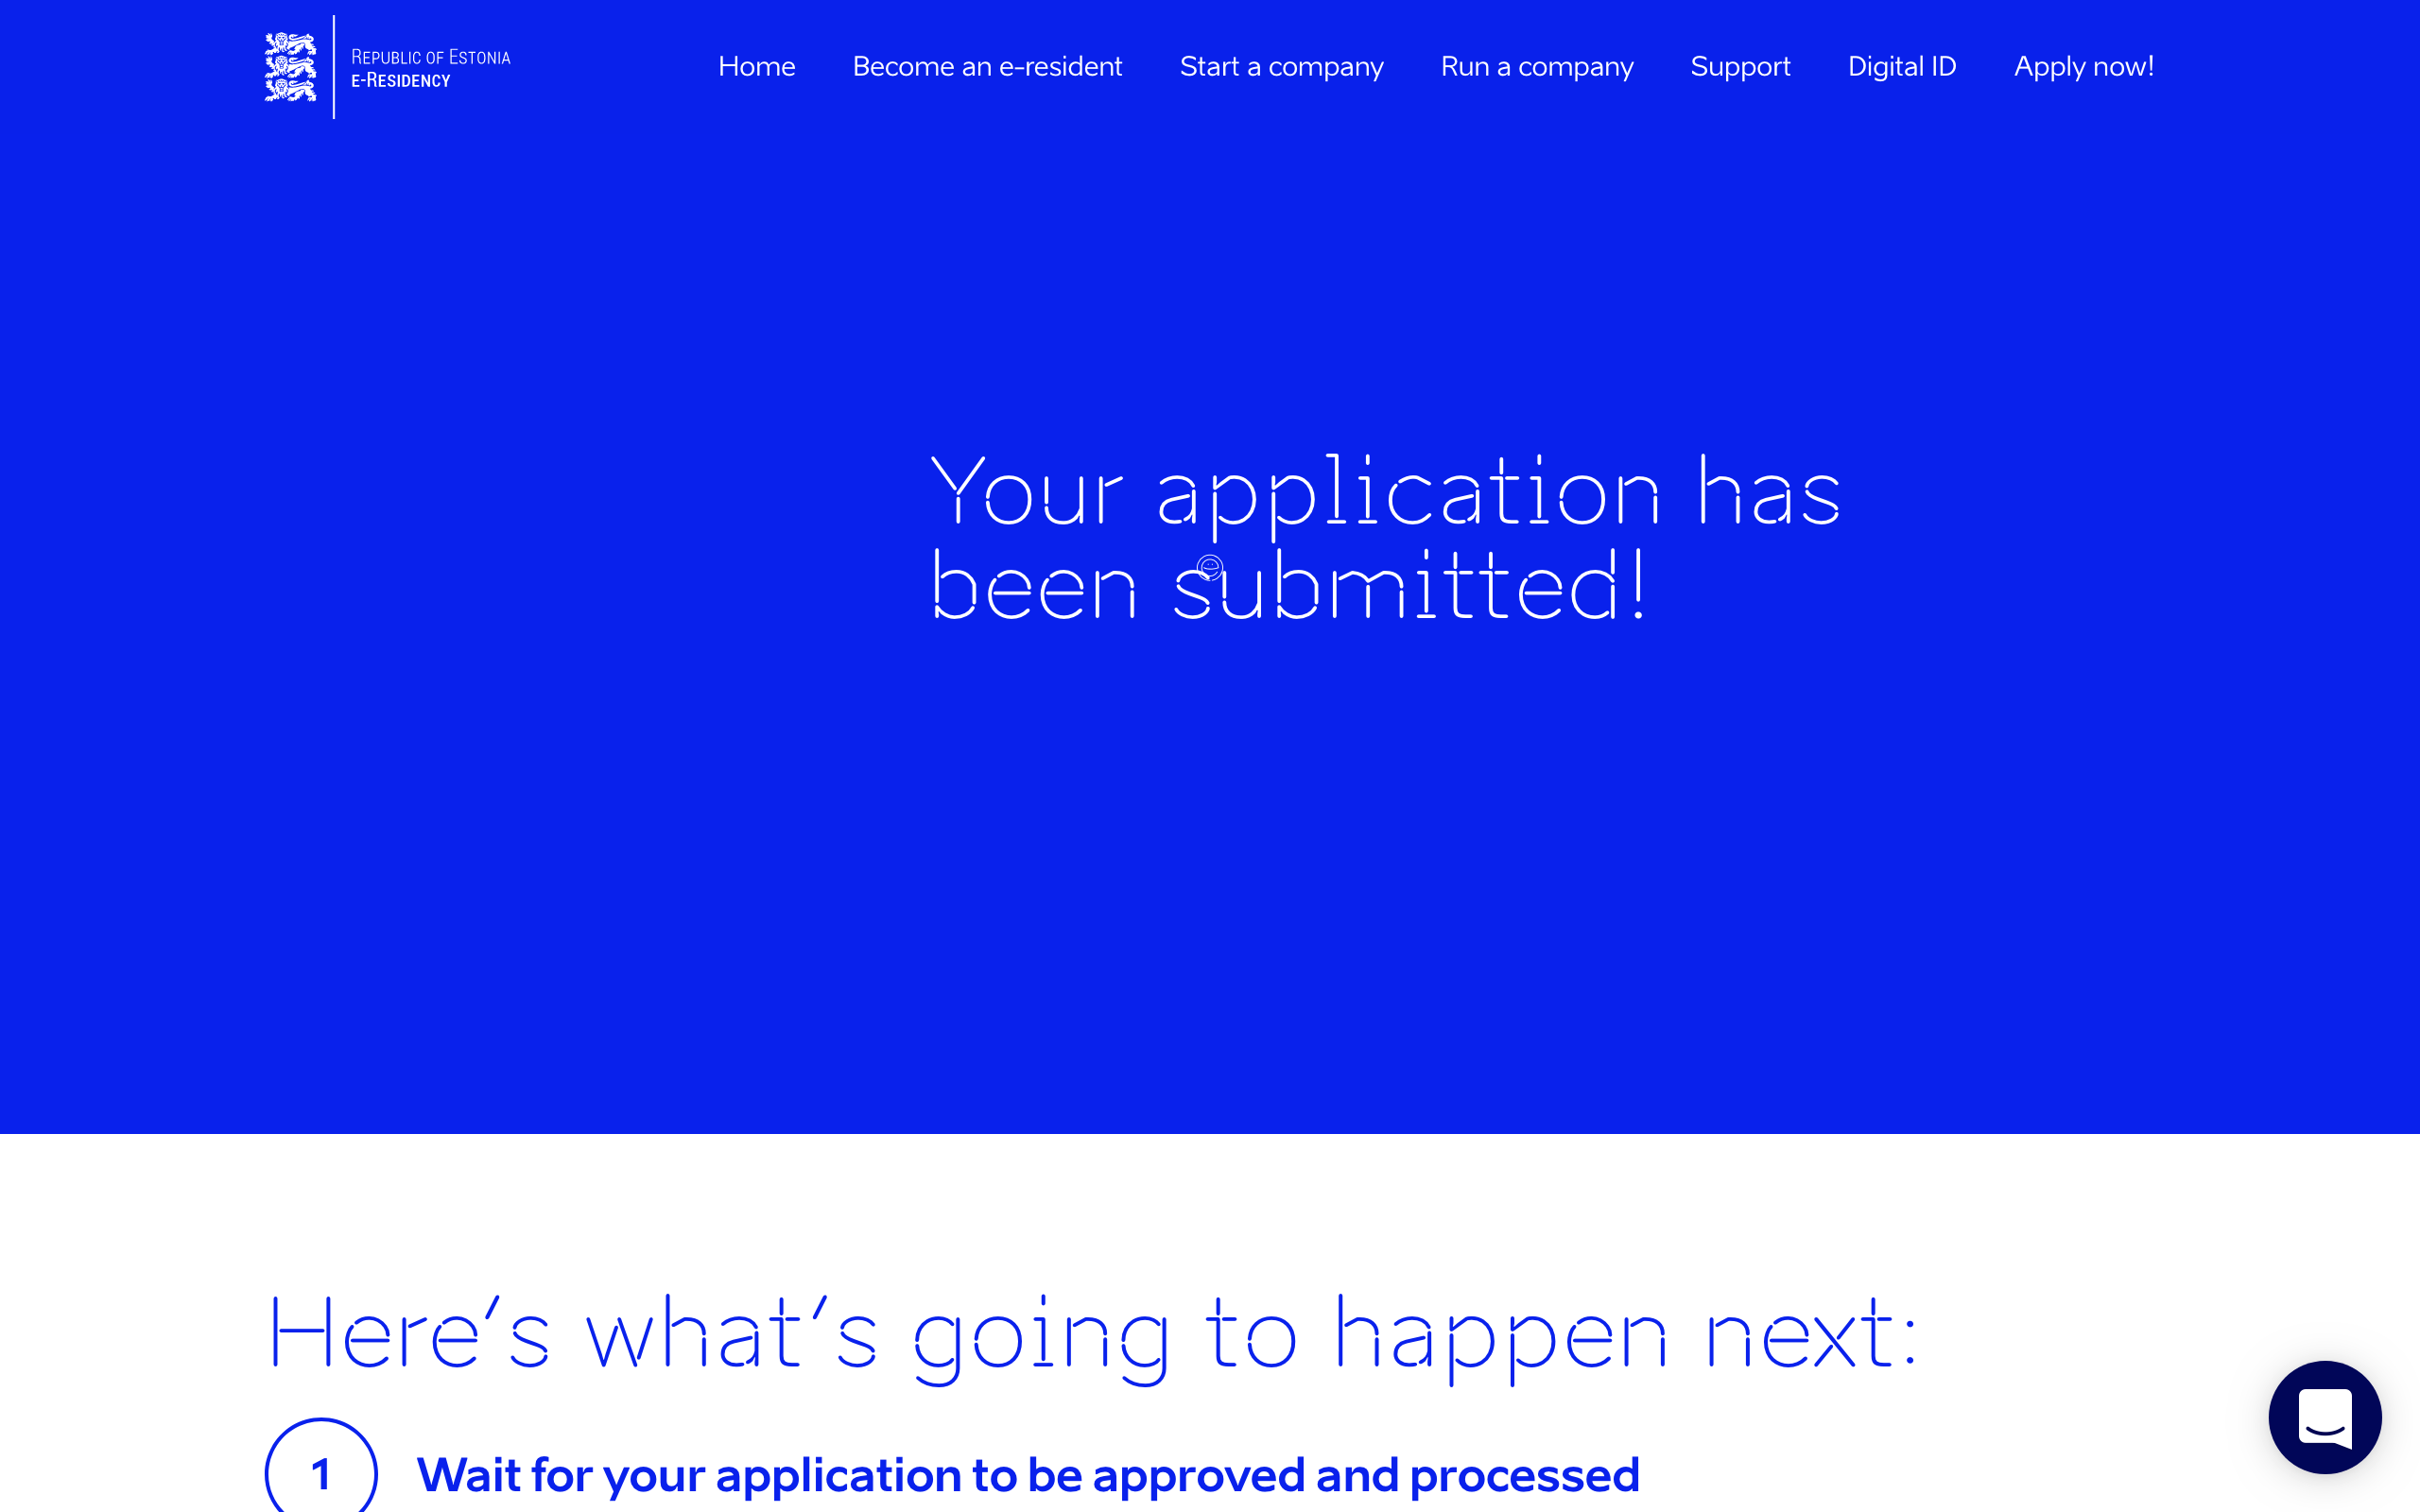 REPUBLIC OF ESTONIA
E-RESIDENCY
Home
Become an e-resident
Start a company
Run a company
Support
Digital ID
Apply now!
Your application has
been submitted!
Here's what's going to happen next:
1
Wait for your application to be approved and processed